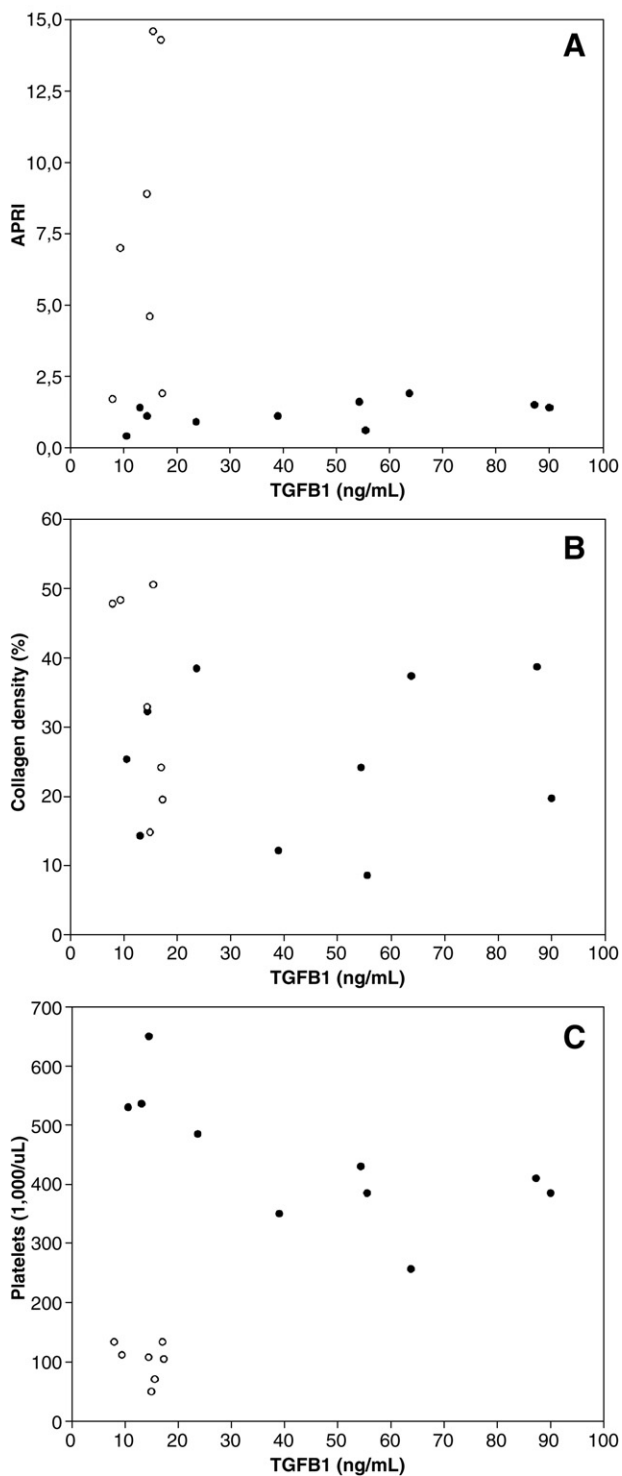 A
15,0
12,5
10,0
7,5
5,0
2,5
0,0
APRI
0 10 20 30 40 50 60 70 80 90 100
TGFB1 (ng/mL)
B
60
50
40
30
20
10
0
Collagen density (%)
0 10 20 30 40 50 60 70 80 90 100
TGFB1 (ng/mL)
C
700
600
500
400
300
200
100
0
Platelets (1,000/uL)
0 10 20 30 40 50 60 70 80 90 100
TGFB1 (ng/mL)